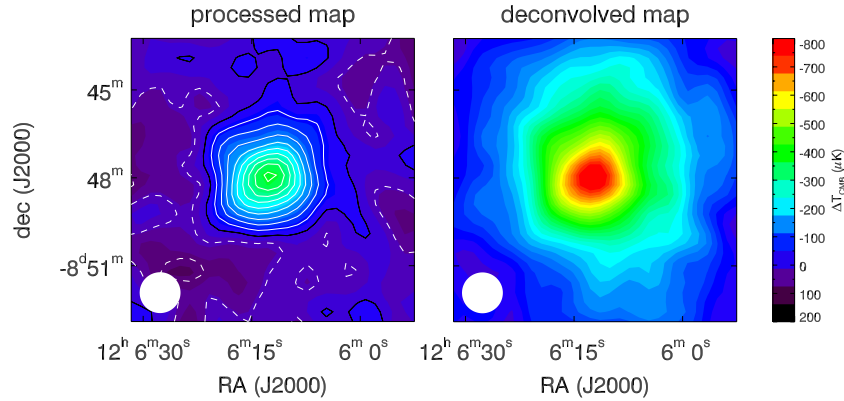 processed map
deconvolved map
45ᵐ
48ᵐ
-8ᵈ51ᵐ
dec (J2000)
12ʰ 6ᵐ30ˢ 6ᵐ15ˢ 6ᵐ 0ˢ
RA (J2000)
12ʰ 6ᵐ30ˢ 6ᵐ15ˢ 6ᵐ 0ˢ
RA (J2000)
-800
-700
-600
-500
-400
-300
-200
-100
0
100
200
ΔT_CMB (μK)